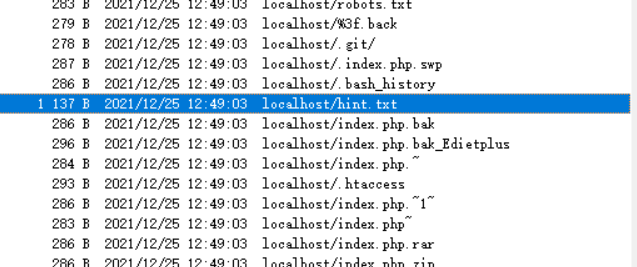 283 B 2021/12/25 12:49:03 localhost/robots.txt
279 B 2021/12/25 12:49:03 localhost/%3f.back
278 B 2021/12/25 12:49:03 localhost/.git/
287 B 2021/12/25 12:49:03 localhost/.index.php.swp
286 B 2021/12/25 12:49:03 localhost/.bash_history
1 137 B 2021/12/25 12:49:03 localhost/hint.txt
286 B 2021/12/25 12:49:03 localhost/index.php.bak
296 B 2021/12/25 12:49:03 localhost/index.php.bak_Edietplus
284 B 2021/12/25 12:49:03 localhost/index.php.~
293 B 2021/12/25 12:49:03 localhost/.htaccess
286 B 2021/12/25 12:49:03 localhost/index.php.~1~
283 B 2021/12/25 12:49:03 localhost/index.php~
286 B 2021/12/25 12:49:03 localhost/index.php.rar
286 B 2021/12/25 12:49:03 localhost/index.php.zip